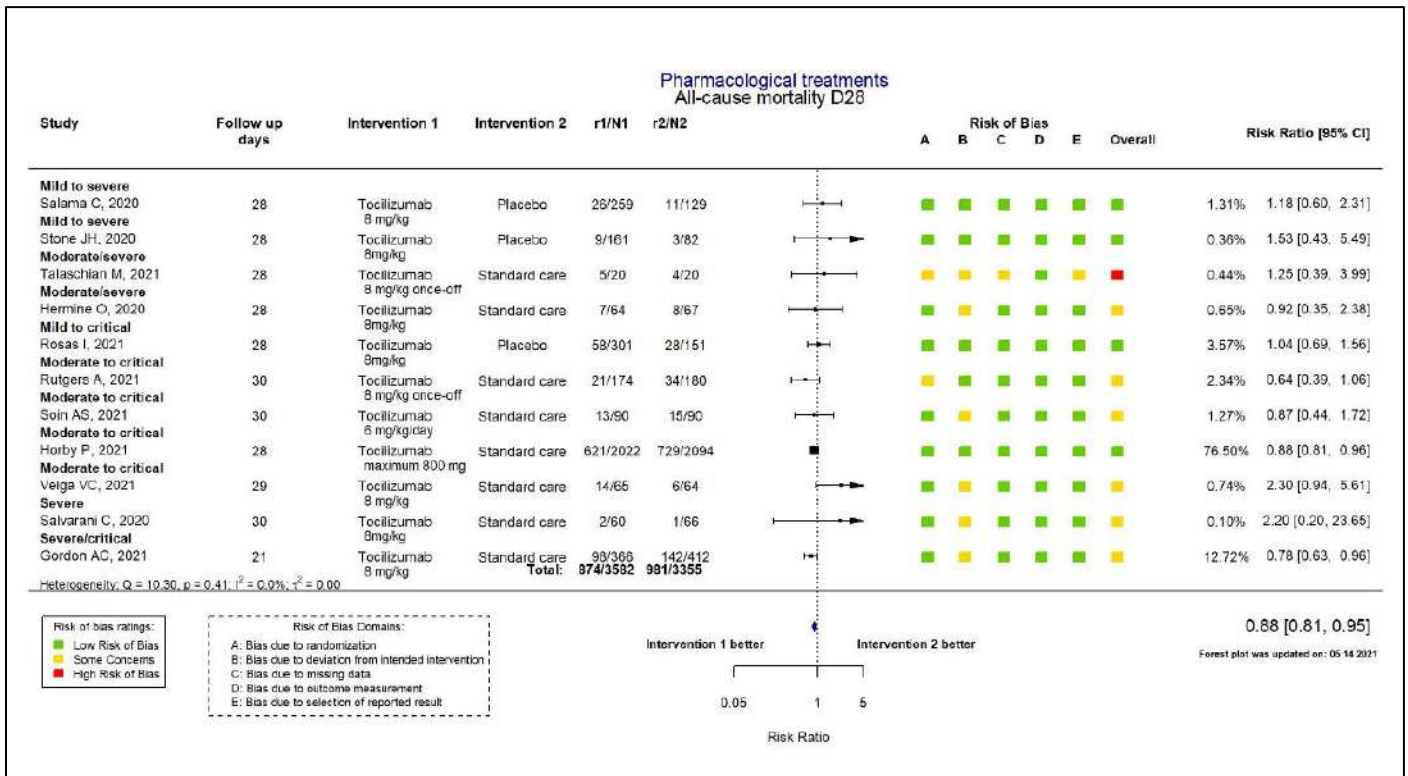 Pharmacological treatments
All-cause mortality D28
Study Follow up days Intervention 1 Intervention 2 r1/N1 r2/N2 Risk of Bias Risk Ratio [95% CI]
A B C D E Overall
Mild to severe
Salama C, 2020 28 Tocilizumab 8 mg/kg Placebo 26/259 11/129 1.31% 1.18 [0.60, 2.31]
Mild to severe
Stone JH, 2020 28 Tocilizumab 8mg/kg Placebo 9/161 3/82 0.36% 1.53 [0.43, 5.49]
Moderate/severe
Talaschian M, 2021 28 Tocilizumab 8 mg/kg once-off Standard care 5/20 4/20 0.44% 1.25 [0.39, 3.99]
Moderate/severe
Hermine O, 2020 28 Tocilizumab 8mg/kg Standard care 7/64 8/67 0.65% 0.92 [0.35, 2.38]
Mild to critical
Rosas I, 2021 28 Tocilizumab 8mg/kg Placebo 58/301 28/151 3.57% 1.04 [0.69, 1.56]
Moderate to critical
Rutgers A, 2021 30 Tocilizumab 8 mg/kg once-off Standard care 21/174 34/180 2.34% 0.64 [0.39, 1.06]
Moderate to critical
Soin AS, 2021 30 Tocilizumab 6 mg/kg/day Standard care 13/90 15/90 1.27% 0.87 [0.44, 1.72]
Moderate to critical
Horby P, 2021 28 Tocilizumab maximum 800 mg Standard care 621/2022 729/2094 76.50% 0.88 [0.81, 0.96]
Moderate to critical
Veiga VC, 2021 29 Tocilizumab 8 mg/kg Standard care 14/65 6/64 0.74% 2.30 [0.94, 5.61]
Severe
Salvarani C, 2020 30 Tocilizumab 8mg/kg Standard care 2/60 1/66 0.10% 2.20 [0.20, 23.65]
Severe/critical
Gordon AC, 2021 21 Tocilizumab 8 mg/kg Standard care 98/366 142/412 12.72% 0.78 [0.63, 0.96]
Total: 874/3582 981/3355
Heterogeneity: Q = 10.30, p = 0.41; I² = 0.0%; τ² = 0.00
0.88 [0.81, 0.95]
Forest plot was updated on: 05 14 2021
Risk of bias ratings:
Low Risk of Bias
Some Concerns
High Risk of Bias
Risk of Bias Domains:
A: Bias due to randomization
B: Bias due to deviation from intended intervention
C: Bias due to missing data
D: Bias due to outcome measurement
E: Bias due to selection of reported result
Intervention 1 better Intervention 2 better
0.05 1 5
Risk Ratio